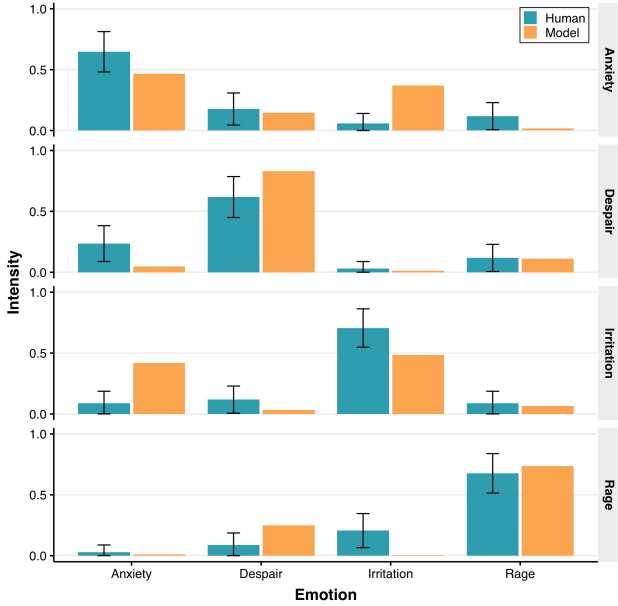 Human
Model
1.0
0.5
0.0
Anxiety
1.0
0.5
0.0
Despair
1.0
0.5
0.0
Irritation
1.0
0.5
0.0
Rage
Intensity
Anxiety Despair Irritation Rage
Emotion